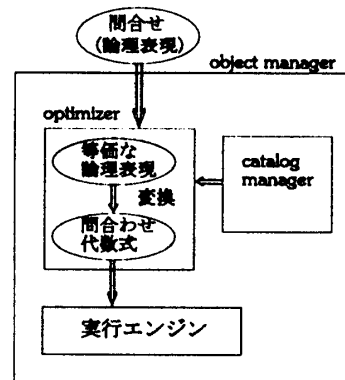 問合せ
(論理表現)
object manager
optimizer
等価な
論理表現
変換
問合わせ
代数式
catalog
manager
実行エンジン